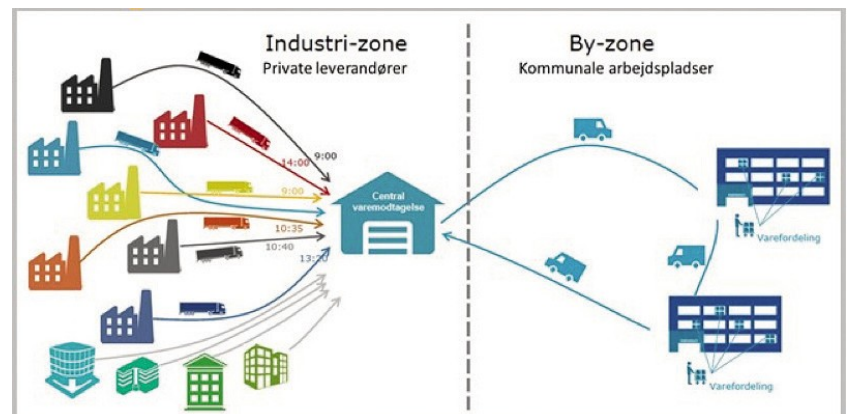 Industri-zone
Private leverandører
By-zone
Kommunale arbejdspladser
9:00
14:00
9:00
10:35
10:40
13:20
Central
varemodtagelse
Varefordeling
Varefordeling